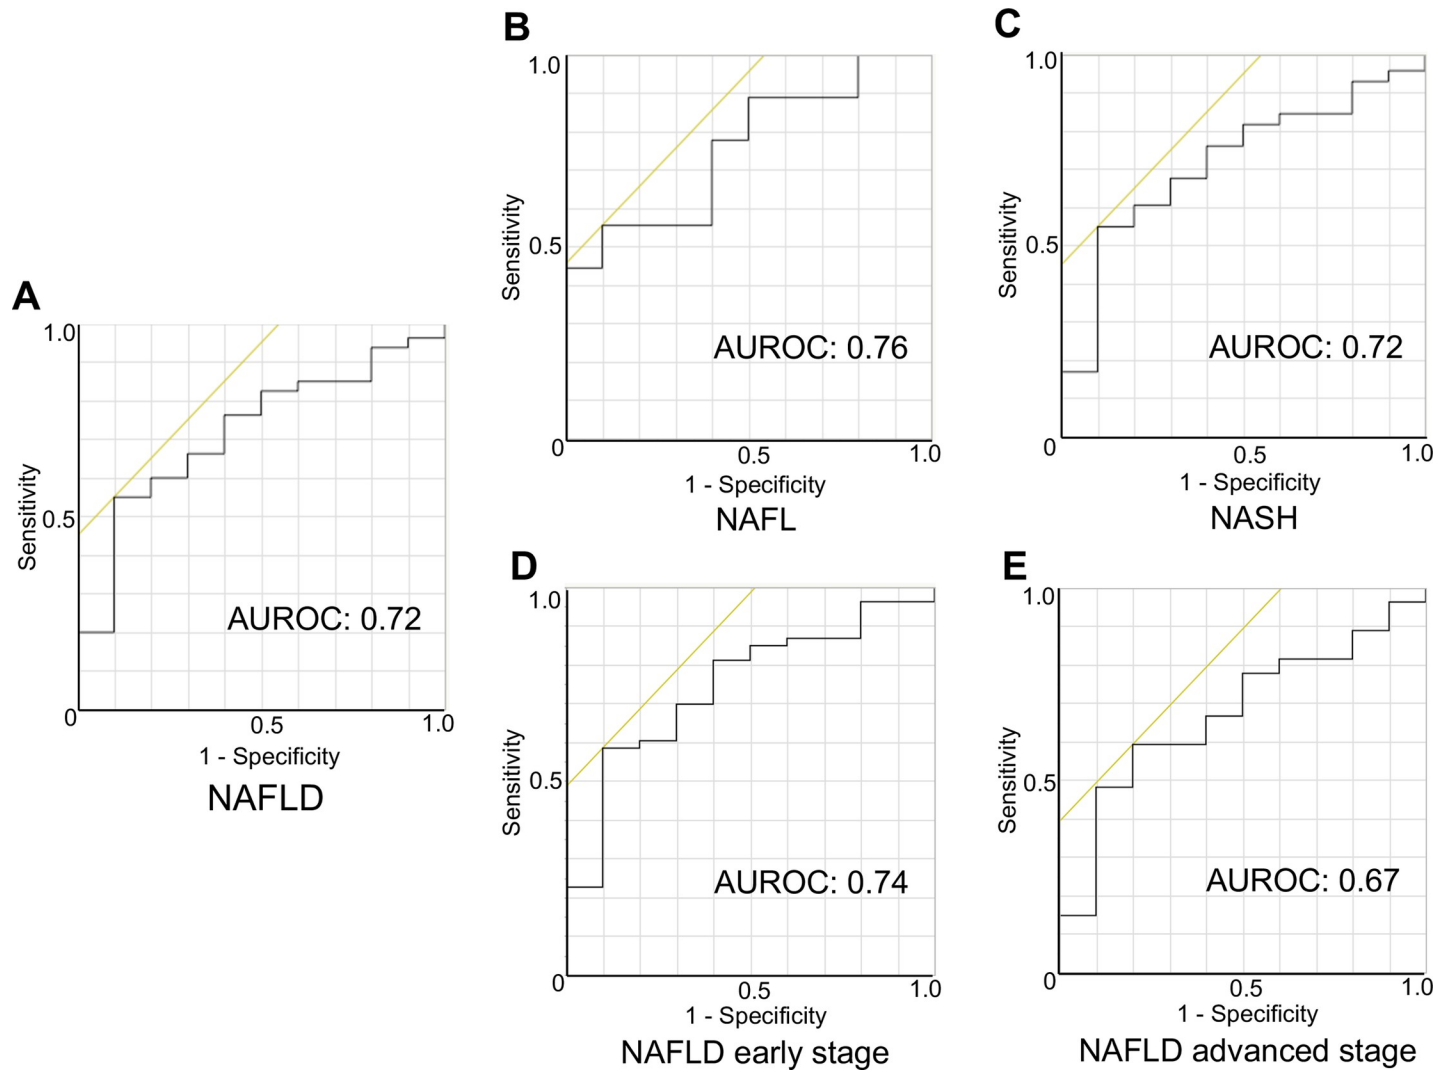 A
1.0
Sensitivity
0.5
AUROC: 0.72
0
0.5
1.0
1 - Specificity
NAFLD
B
1.0
Sensitivity
0.5
AUROC: 0.76
0
0.5
1.0
1 - Specificity
NAFL
C
1.0
Sensitivity
0.5
AUROC: 0.72
0
0.5
1.0
1 - Specificity
NASH
D
1.0
Sensitivity
0.5
AUROC: 0.74
0
0.5
1.0
1 - Specificity
NAFLD early stage
E
1.0
Sensitivity
0.5
AUROC: 0.67
0
0.5
1.0
1 - Specificity
NAFLD advanced stage